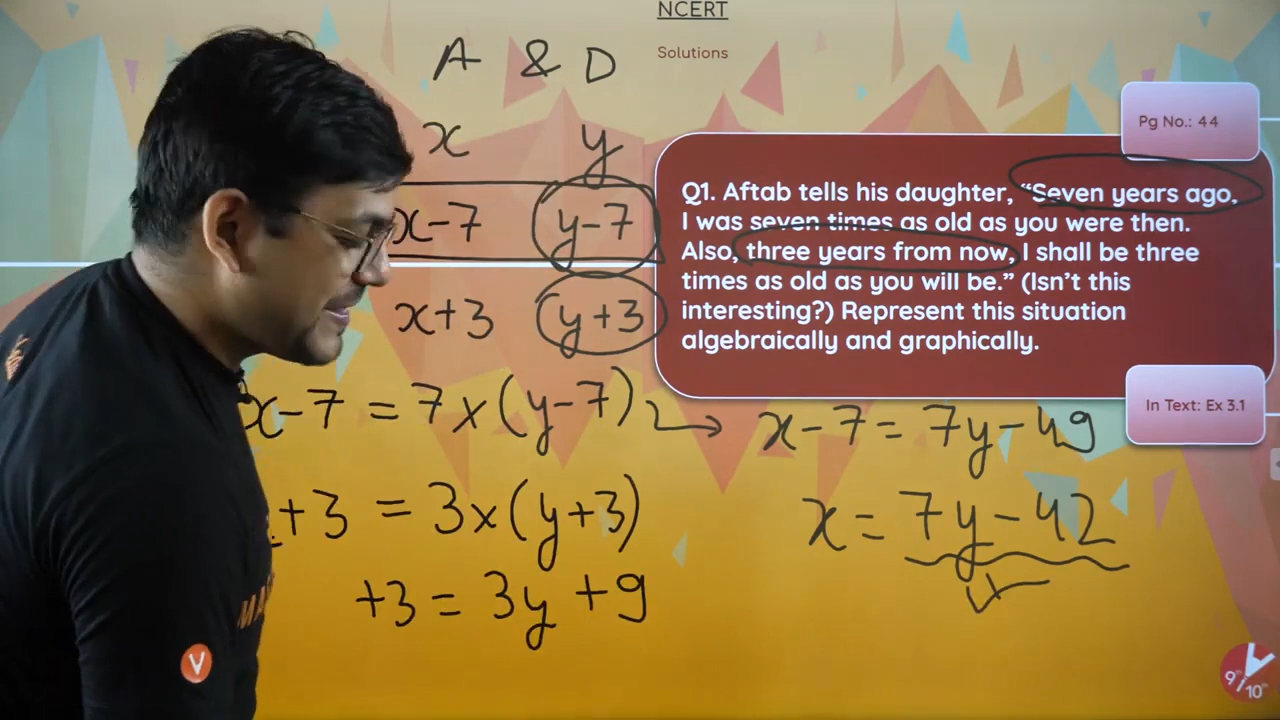 NCERT
Solutions
A & D
x y
x-7 y-7
x+3 y+3
Pg No.: 44
Q1. Aftab tells his daughter, “Seven years ago,
I was seven times as old as you were then.
Also, three years from now, I shall be three
times as old as you will be.” (Isn’t this
interesting?) Represent this situation
algebraically and graphically.
In Text: Ex 3.1
x-7 = 7x(y-7) → x-7 = 7y-49
x = 7y-42
+3 = 3x(y+3)
+3 = 3y+9
V
9th/10th